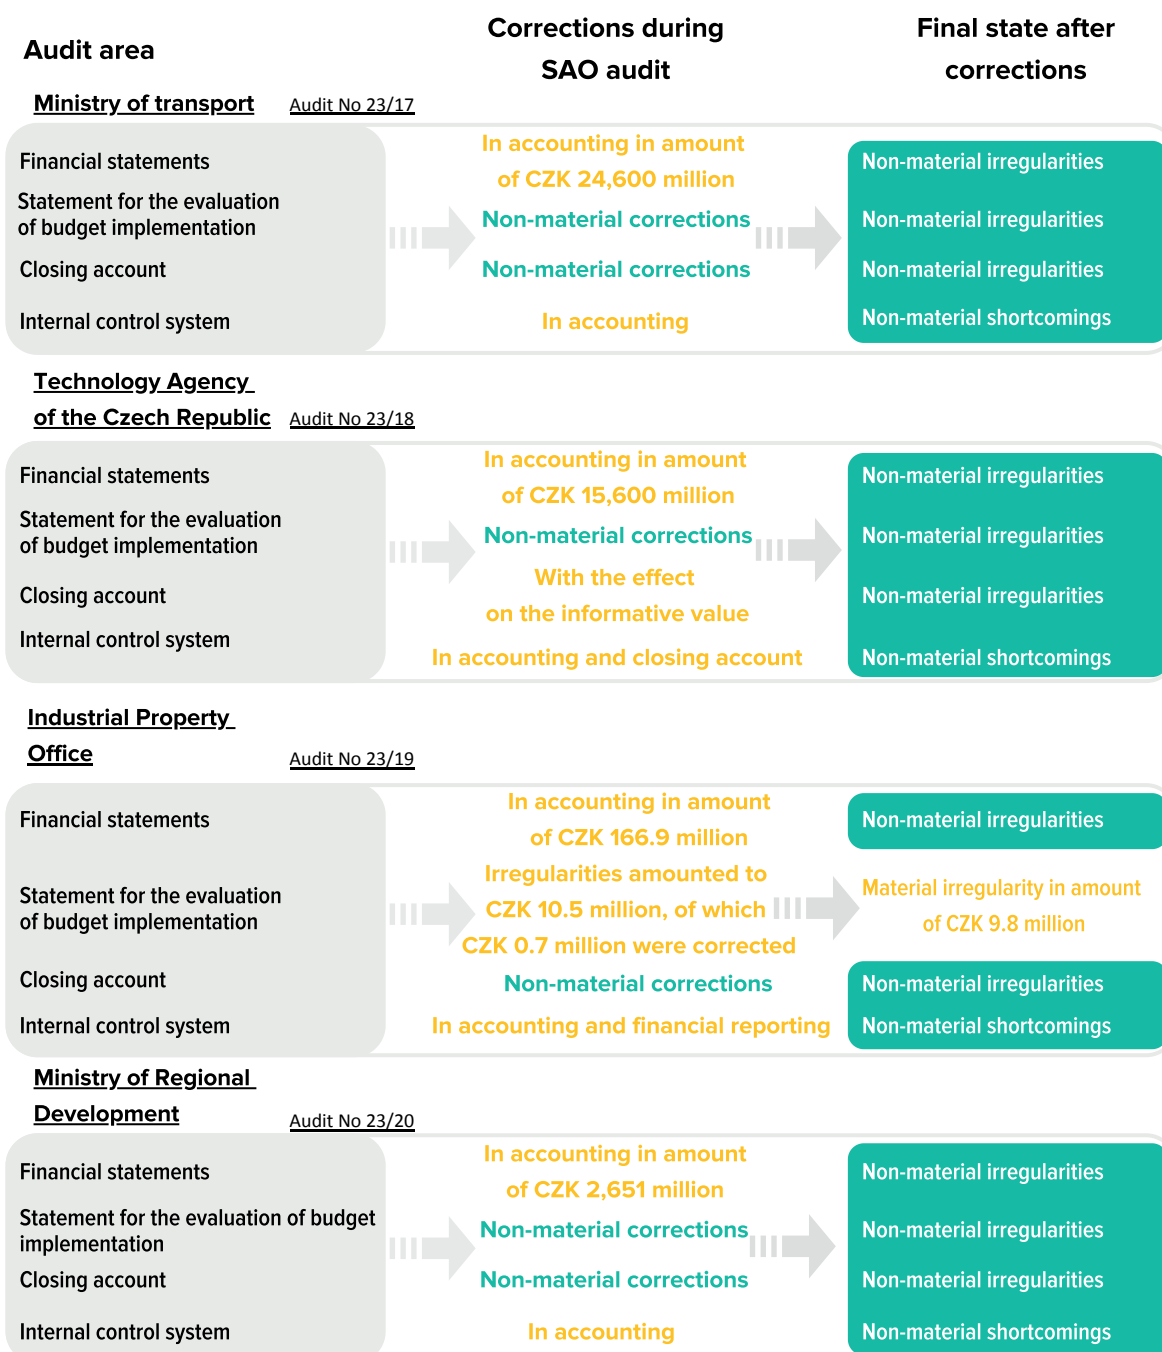 Audit area
Corrections during
SAO audit
Final state after
corrections
Ministry of transport
Audit No 23/17
Financial statements
In accounting in amount
of CZK 24,600 million
Non-material irregularities
Statement for the evaluation
of budget implementation
Non-material corrections
Non-material irregularities
Closing account
Non-material corrections
Non-material irregularities
Internal control system
In accounting
Non-material shortcomings
Technology Agency
of the Czech Republic
Audit No 23/18
Financial statements
In accounting in amount
of CZK 15,600 million
Non-material irregularities
Statement for the evaluation
of budget implementation
Non-material corrections
Non-material irregularities
Closing account
With the effect
on the informative value
Non-material irregularities
Internal control system
In accounting and closing account
Non-material shortcomings
Industrial Property
Office
Audit No 23/19
Financial statements
In accounting in amount
of CZK 166.9 million
Non-material irregularities
Statement for the evaluation
of budget implementation
Irregularities amounted to
CZK 10.5 million, of which
CZK 0.7 million were corrected
Material irregularity in amount
of CZK 9.8 million
Closing account
Non-material corrections
Non-material irregularities
Internal control system
In accounting and financial reporting
Non-material shortcomings
Ministry of Regional
Development
Audit No 23/20
Financial statements
In accounting in amount
of CZK 2,651 million
Non-material irregularities
Statement for the evaluation of budget
implementation
Non-material corrections
Non-material irregularities
Closing account
Non-material corrections
Non-material irregularities
Internal control system
In accounting
Non-material shortcomings